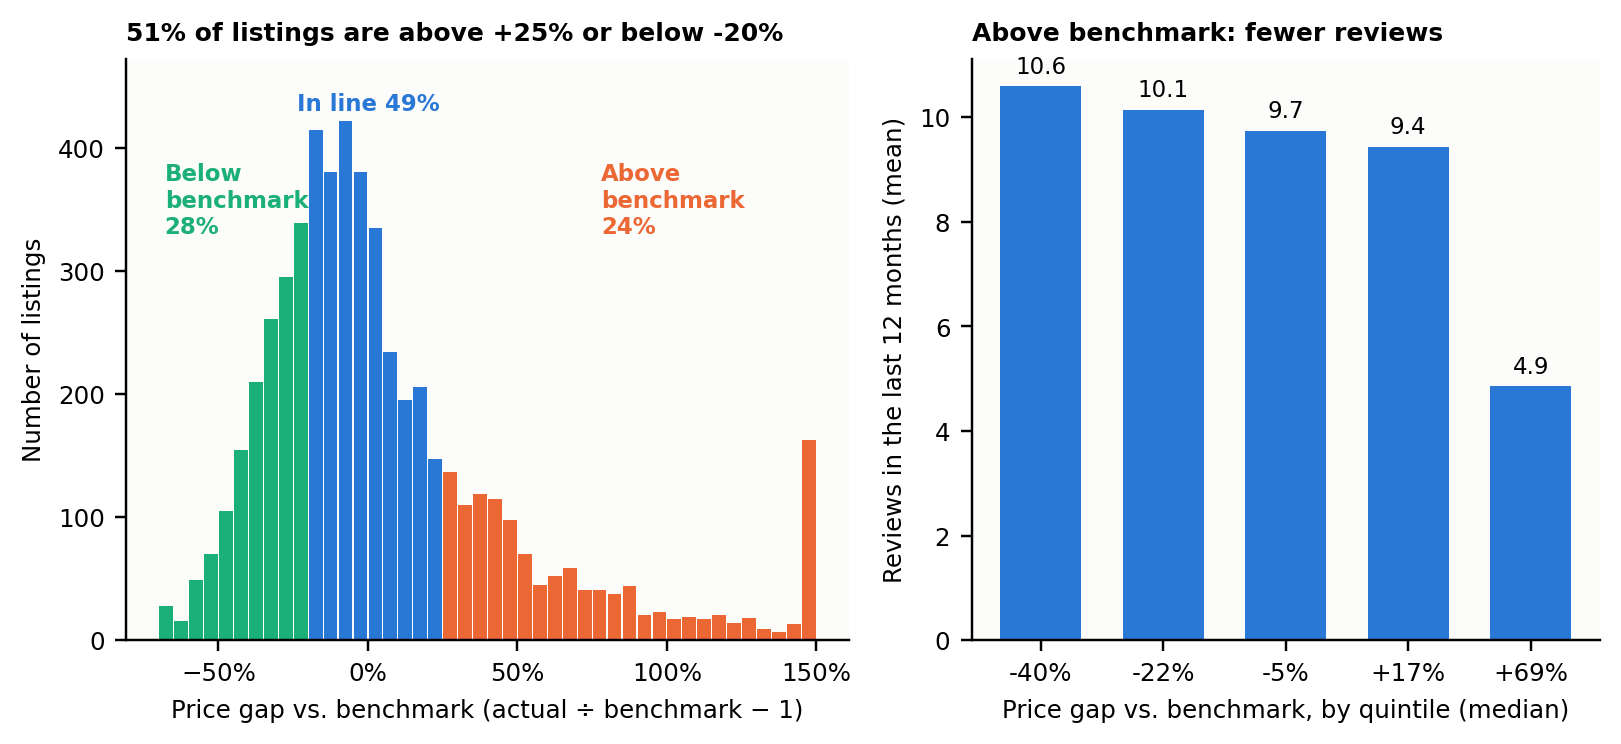 51% of listings are above +25% or below -20%
In line 49%
Below
benchmark
28%
Above
benchmark
24%
Number of listings
400
300
200
100
0
−50%
0%
50%
100%
150%
Price gap vs. benchmark (actual ÷ benchmark − 1)
Above benchmark: fewer reviews
Reviews in the last 12 months (mean)
10
8
6
4
2
0
10.6
10.1
9.7
9.4
4.9
-40%
-22%
-5%
+17%
+69%
Price gap vs. benchmark, by quintile (median)